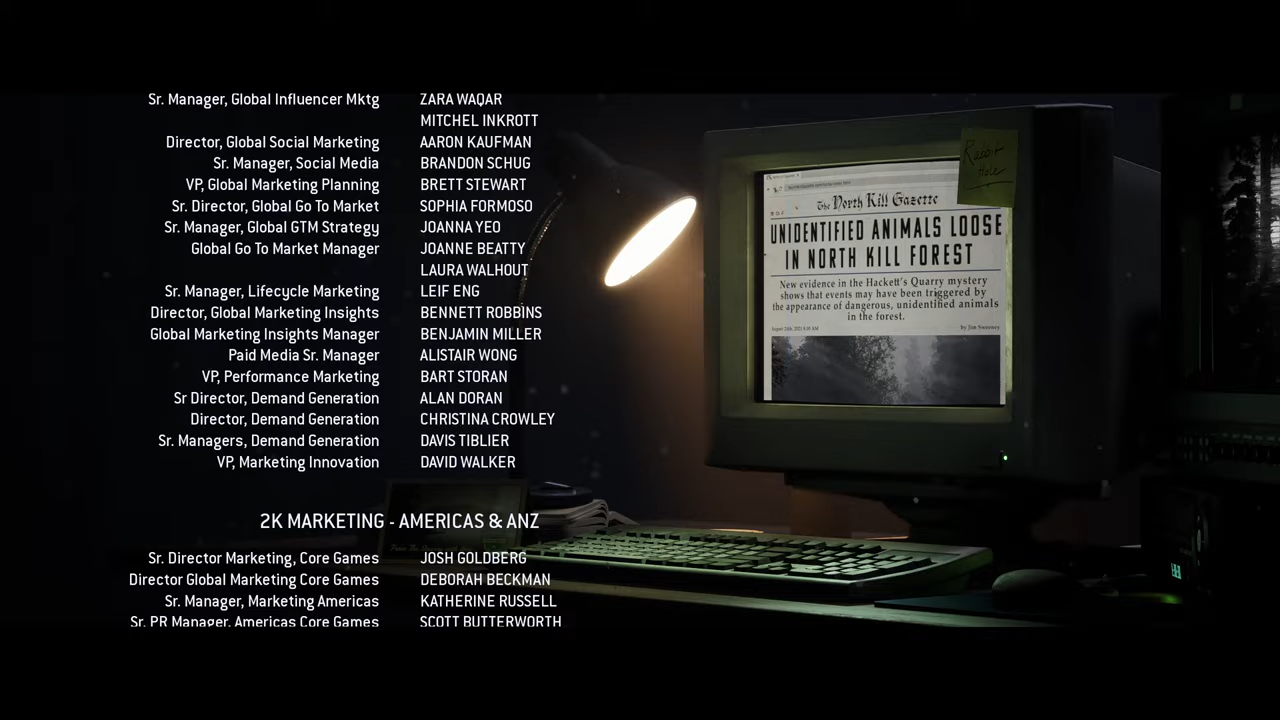 Sr. Manager, Global Influencer Mktg ZARA WAQAR
MITCHEL INKROTT
Director, Global Social Marketing AARON KAUFMAN
Sr. Manager, Social Media BRANDON SCHUG
VP, Global Marketing Planning BRETT STEWART
Sr. Director, Global Go To Market SOPHIA FORMOSO
Sr. Manager, Global GTM Strategy JOANNA YEO
Global Go To Market Manager JOANNE BEATTY
LAURA WALHOUT
Sr. Manager, Lifecycle Marketing LEIF ENG
Director, Global Marketing Insights BENNETT ROBBINS
Global Marketing Insights Manager BENJAMIN MILLER
Paid Media Sr. Manager ALISTAIR WONG
VP, Performance Marketing BART STORAN
Sr Director, Demand Generation ALAN DORAN
Director, Demand Generation CHRISTINA CROWLEY
Sr. Managers, Demand Generation DAVIS TIBLIER
VP, Marketing Innovation DAVID WALKER
2K MARKETING - AMERICAS & ANZ
Sr. Director Marketing, Core Games JOSH GOLDBERG
Director Global Marketing Core Games DEBORAH BECKMAN
Sr. Manager, Marketing Americas KATHERINE RUSSELL
Sr. PR Manager, Americas Core Games SCOTT BUTTERWORTH
Rabbit
Hole
The North Kill Gazette
UNIDENTIFIED ANIMALS LOOSE
IN NORTH KILL FOREST
New evidence in the Hackett's Quarry mystery
shows that events may have been triggered by
the appearance of dangerous, unidentified animals
in the forest.
by Jim Sweeney